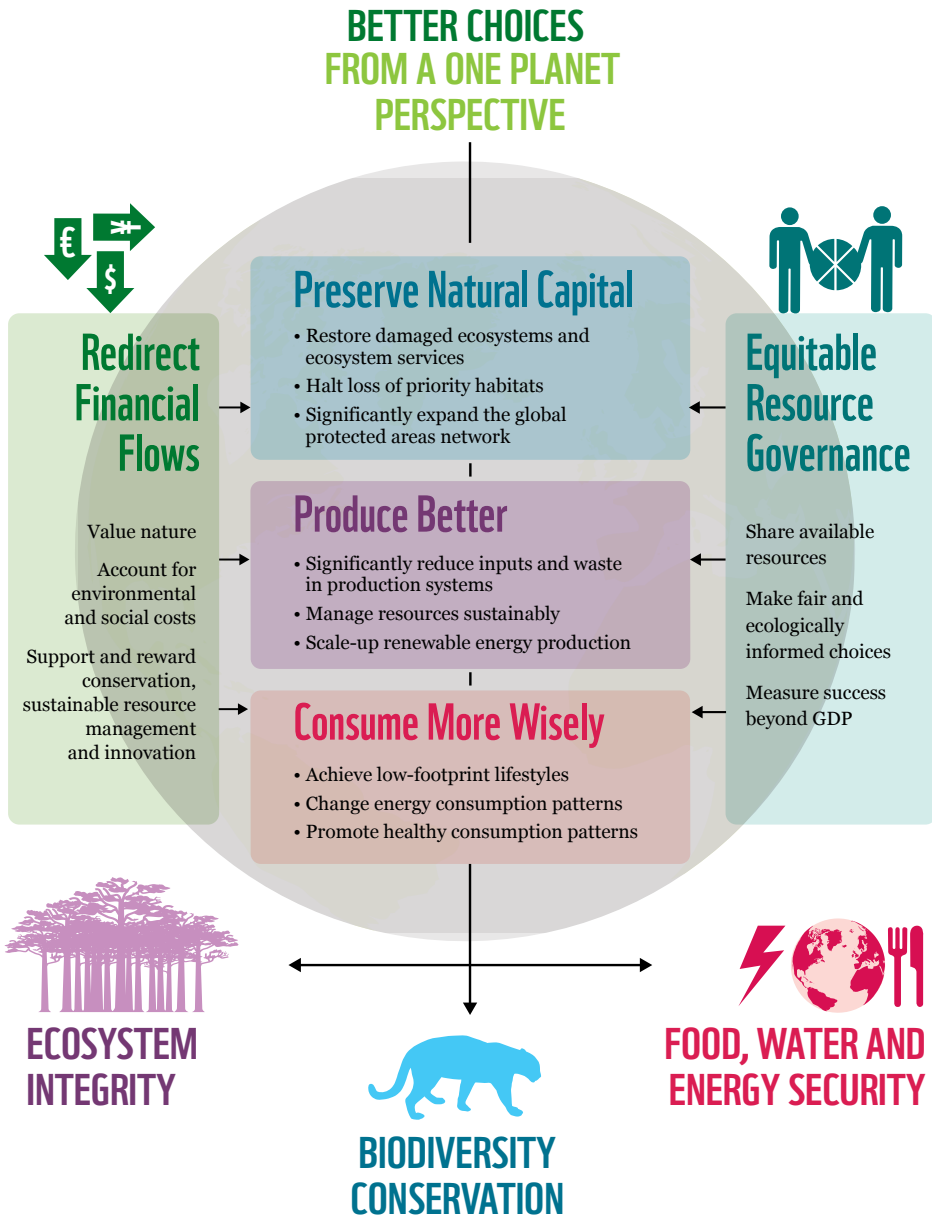 BETTER CHOICES
FROM A ONE PLANET
PERSPECTIVE
€
¥
$
Redirect
Financial
Flows
Value nature
Account for
environmental
and social costs
Support and reward
conservation,
sustainable resource
management
and innovation
Preserve Natural Capital
• Restore damaged ecosystems and
ecosystem services
• Halt loss of priority habitats
• Significantly expand the global
protected areas network
Produce Better
• Significantly reduce inputs and waste
in production systems
• Manage resources sustainably
• Scale-up renewable energy production
Consume More Wisely
• Achieve low-footprint lifestyles
• Change energy consumption patterns
• Promote healthy consumption patterns
Equitable
Resource
Governance
Share available
resources
Make fair and
ecologically
informed choices
Measure success
beyond GDP
ECOSYSTEM
INTEGRITY
BIODIVERSITY
CONSERVATION
FOOD, WATER AND
ENERGY SECURITY